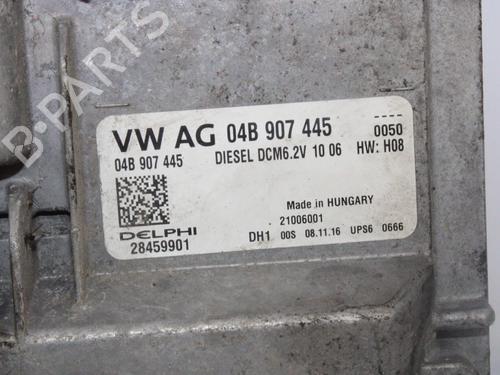 B-PARTS
VW AG 04B 907 445
----
0050
04B 907 445 DIESEL DCM6.2V 10 06 HW: H08
Made in HUNGARY
21006001
DELPHI
28459901
DH1 00S 08.11.16 UPS6 0666